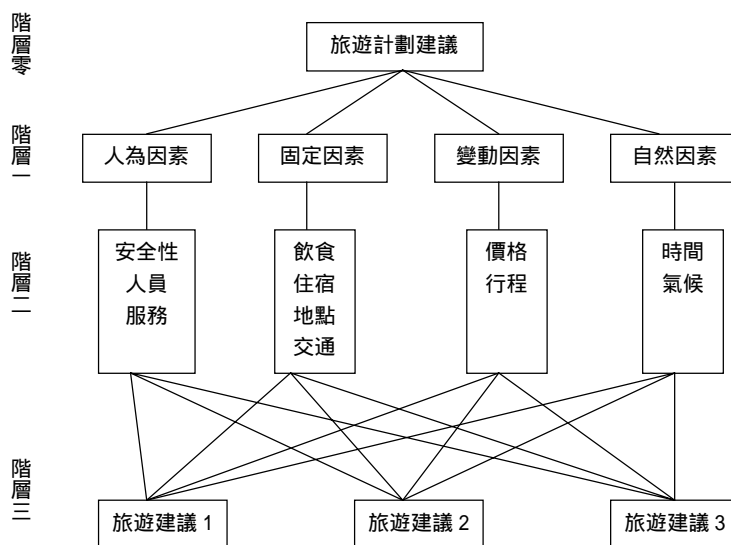 階層零
旅遊計劃建議
階層一
人為因素
固定因素
變動因素
自然因素
階層二
安全性
人員
服務
飲食
住宿
地點
交通
價格
行程
時間
氣候
階層三
旅遊建議 1
旅遊建議 2
旅遊建議 3